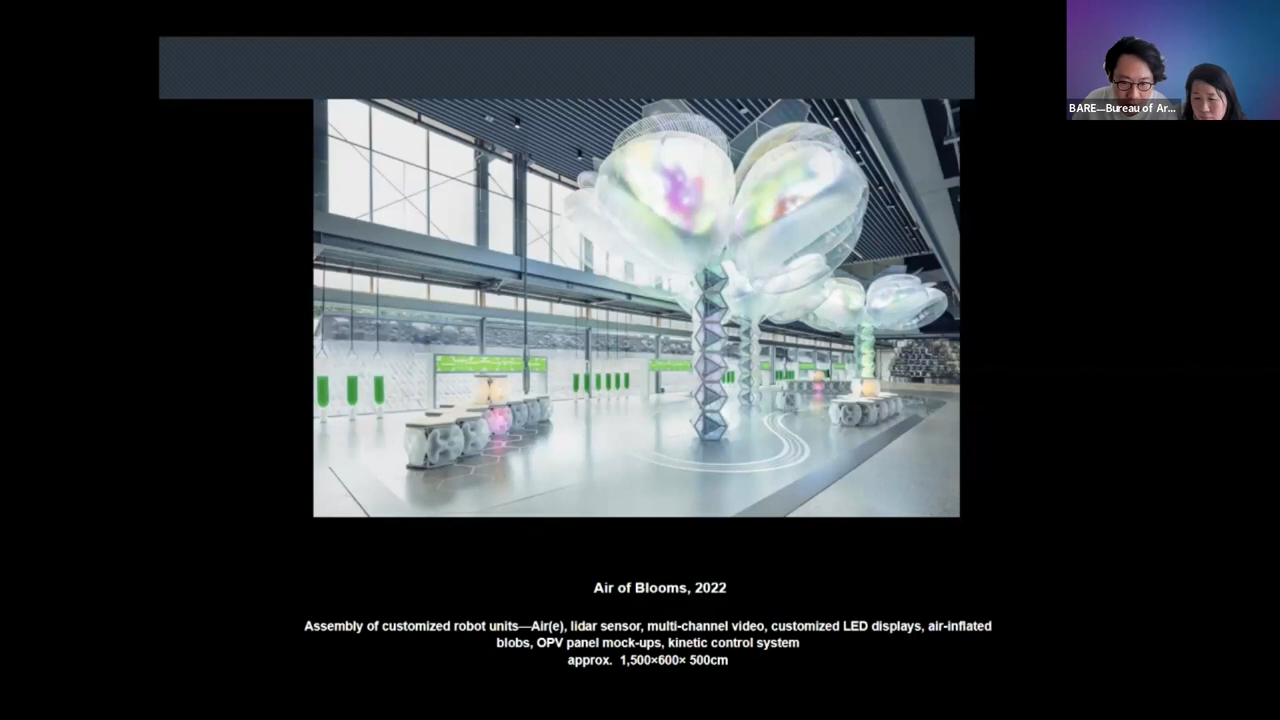 BARE—Bureau of Ar...
Air of Blooms, 2022
Assembly of customized robot units—Air(e), lidar sensor, multi-channel video, customized LED displays, air-inflated
blobs, OPV panel mock-ups, kinetic control system
approx. 1,500×600× 500cm